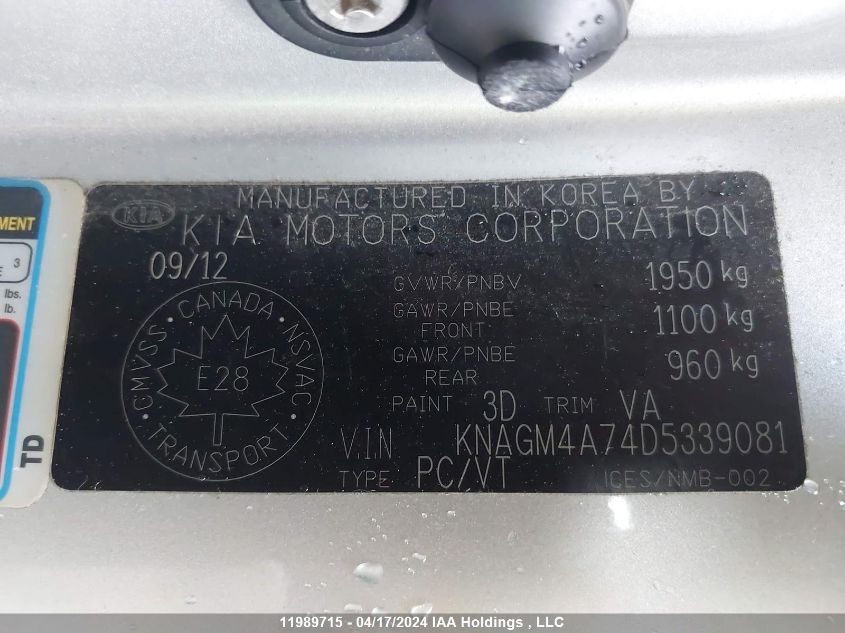 MENT
3
E
lbs.
lb.
TD
MANUFACTURED IN KOREA BY
KIA KIA MOTORS CORPORATION
09/12
GVWR/PNBV 1950 kg
GAWR/PNBE FRONT 1100 kg
GAWR/PNBE REAR 960 kg
PAINT 3D TRIM VA
CANADA CMVSS NSVAC
E28
TRANSPORT
V.I.N KNAGM4A74D5339081
TYPE PC/VT ICES/NMB-002
11989715 - 04/17/2024 IAA Holdings , LLC